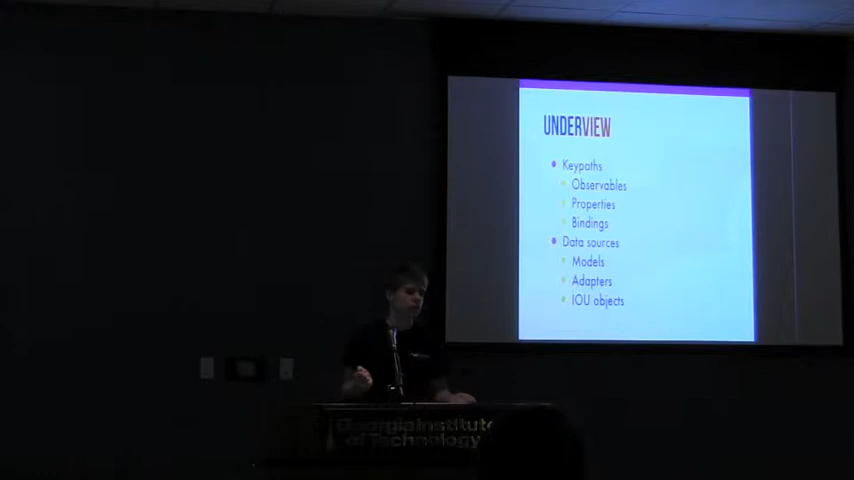 UNDERVIEW
Keypaths
Observables
Properties
Bindings
Data sources
Models
Adapters
IOU objects
Georgia Institute
of Technology